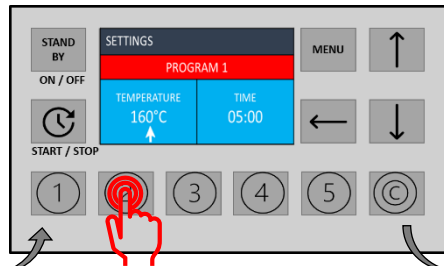 STAND
BY
ON / OFF
SETTINGS
PROGRAM 1
TEMPERATURE
160°C
TIME
05:00
MENU
START / STOP
1
3
4
5
C